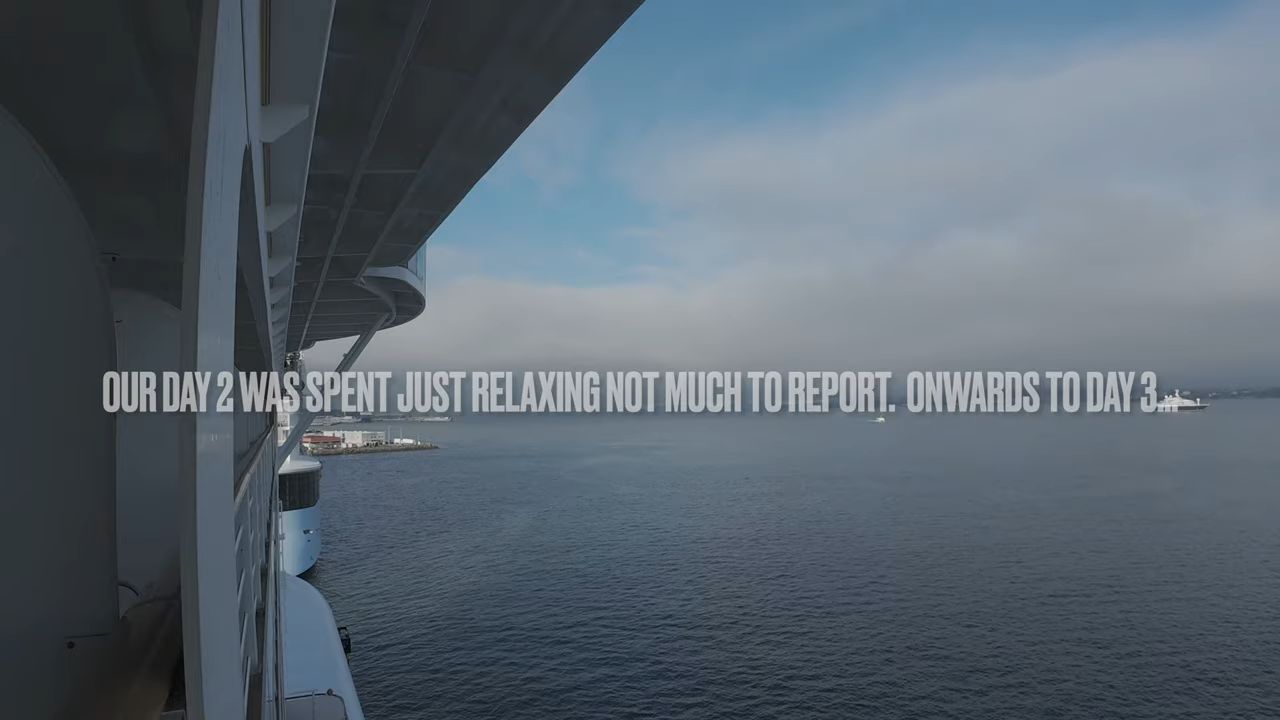 OUR DAY 2 WAS SPENT JUST RELAXING NOT MUCH TO REPORT. ONWARDS TO DAY 3.